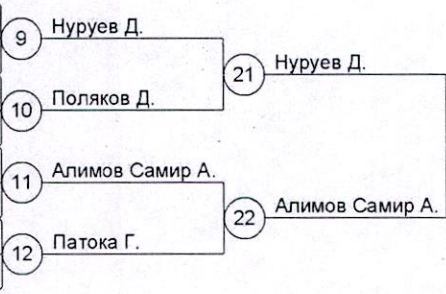 9 Нуруев Д.
21 Нуруев Д.
10 Поляков Д.
11 Алимов Самир А.
22 Алимов Самир А.
12 Патока Г.